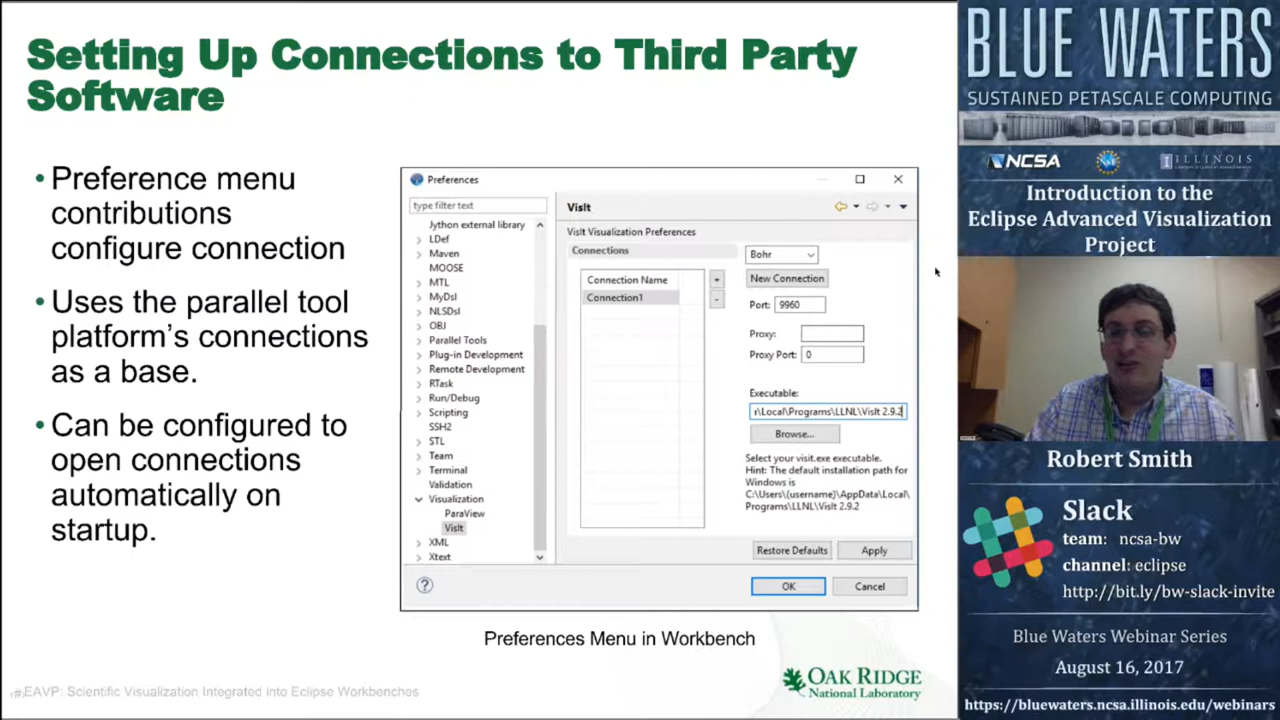 Setting Up Connections to Third Party
Software
• Preference menu
contributions
configure connection
• Uses the parallel tool
platform's connections
as a base.
• Can be configured to
open connections
automatically on
startup.
Preferences
type filter text
Jython external library
LDef
Maven
MOOSE
MTL
MyDsl
NLSDsl
OBJ
Parallel Tools
Plug-in Development
Remote Development
RTask
Run/Debug
Scripting
SSH2
STL
Team
Terminal
Validation
Visualization
ParaView
VisIt
XML
Xtext
VisIt
VisIt Visualization Preferences
Connections
Connection Name
Connection1
+
-
Bohr
New Connection
Port: 9960
Proxy:
Proxy Port: 0
Executable:
r\Local\Programs\LLNL\VisIt 2.9.2
Browse...
Select your visit.exe executable.
Hint: The default installation path for
Windows is
C:\Users\(username)\AppData\Local\
Programs\LLNL\VisIt 2.9.2
Restore Defaults
Apply
?
OK
Cancel
Preferences Menu in Workbench
EAVP: Scientific Visualization Integrated into Eclipse Workbenches
OAK RIDGE
National Laboratory
BLUE WATERS
SUSTAINED PETASCALE COMPUTING
NCSA
ILLINOIS
Introduction to the
Eclipse Advanced Visualization
Project
Robert Smith
Slack
team: ncsa-bw
channel: eclipse
http://bit.ly/bw-slack-invite
Blue Waters Webinar Series
August 16, 2017
https://bluewaters.ncsa.illinois.edu/webinars